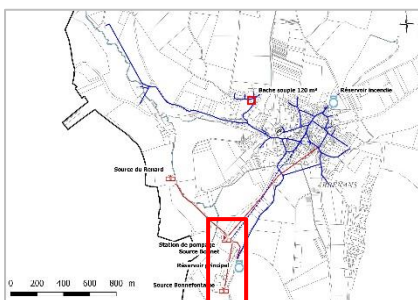 Bache souple 120 m³
Réservoir incendie
Source du Renard
Station de pompage
Source Bonnet
Réservoir principal
Source Bonnefontaine
0 200 400 600 800 m